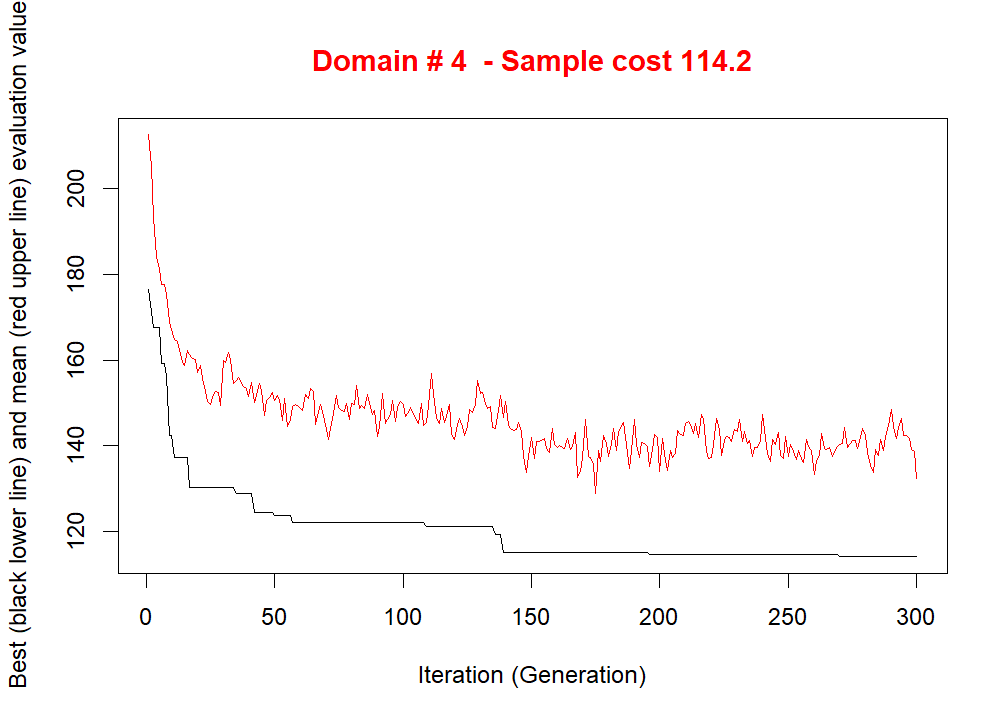 Domain # 4  - Sample cost 114.2
Best (black lower line) and mean (red upper line) evaluation value
200
180
160
140
120
0 50 100 150 200 250 300
Iteration (Generation)